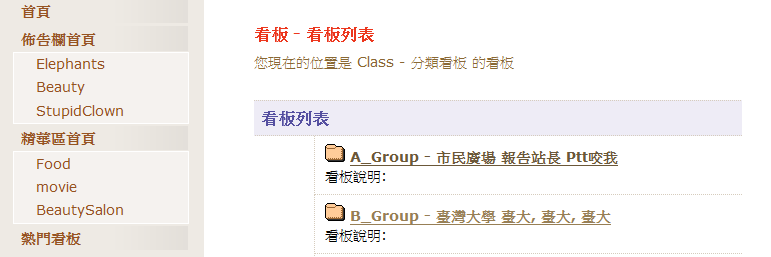 首頁
佈告欄首頁
Elephants
Beauty
StupidClown
精華區首頁
Food
movie
BeautySalon
熱門看板
看板 - 看板列表
您現在的位置是 Class - 分類看板 的看板
看板列表
A_Group - 市民廣場 報告站長 Ptt咬我
看板說明:
B_Group - 臺灣大學 臺大, 臺大, 臺大
看板說明: